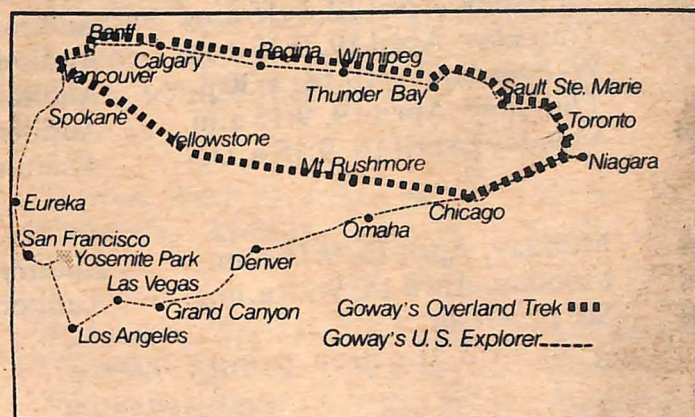 Banff
Calgary
Regina
Winnipeg
Vancouver
Thunder Bay
Sault Ste. Marie
Toronto
Spokane
Yellowstone
Mt. Rushmore
Niagara
Eureka
Chicago
Omaha
San Francisco
Yosemite Park
Denver
Las Vegas
Grand Canyon
Goway's Overland Trek
Los Angeles
Goway's U.S. Explorer